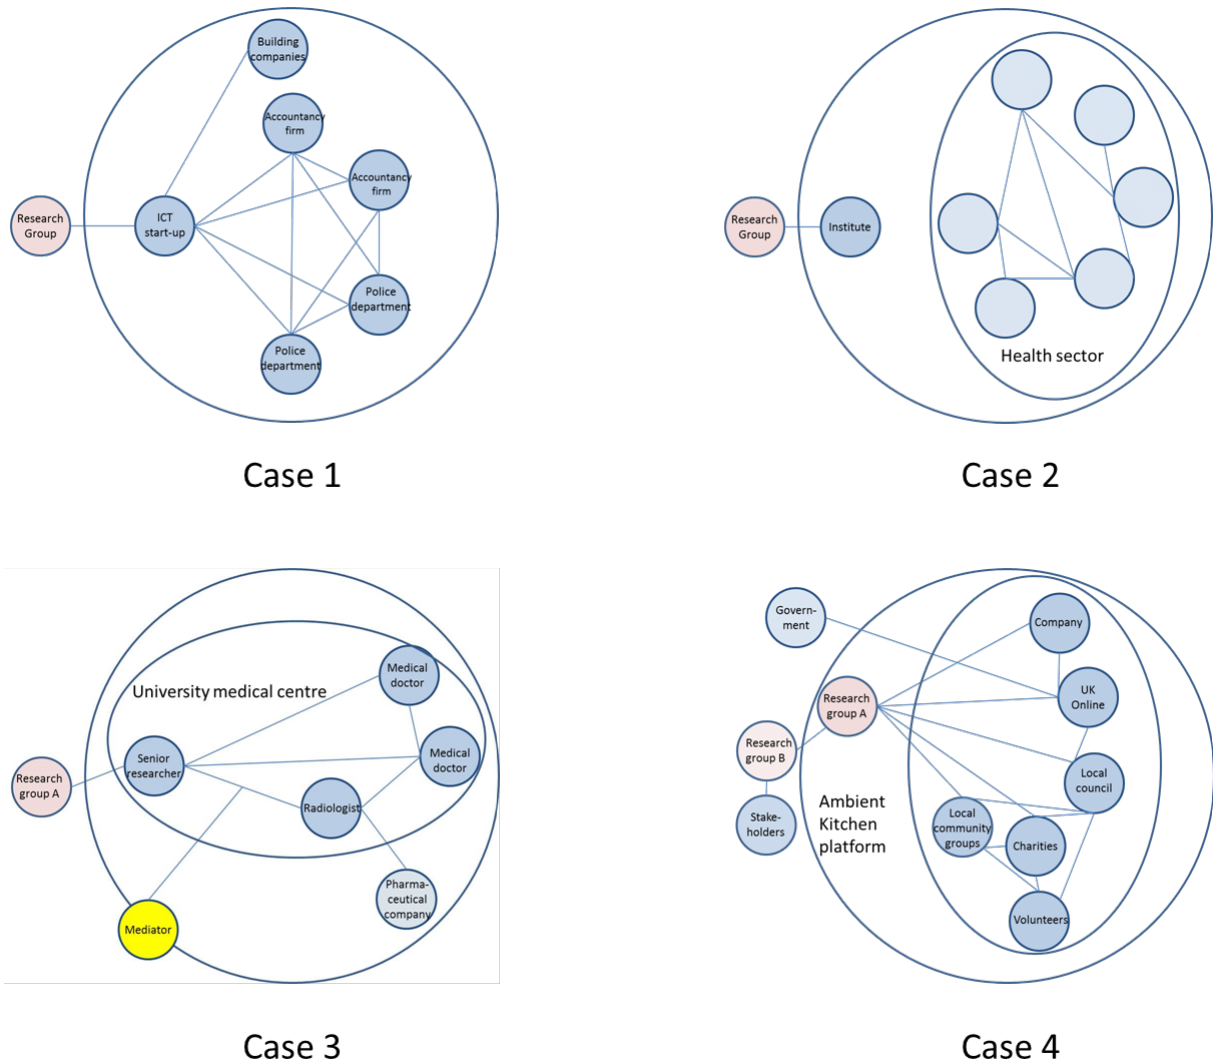 Building
companies
Accountancy
firm
Accountancy
firm
Research
Group
ICT
start-up
Police
department
Police
department
Case 1
Research
Group
Institute
Health sector
Case 2
University medical centre
Medical
doctor
Senior
researcher
Medical
doctor
Research
group A
Radiologist
Pharma-
ceutical
company
Mediator
Case 3
Govern-
ment
Company
Research
group A
UK
Online
Research
group B
Local
council
Stake-
holders
Ambient
Kitchen
platform
Local
community
groups
Charities
Volunteers
Case 4